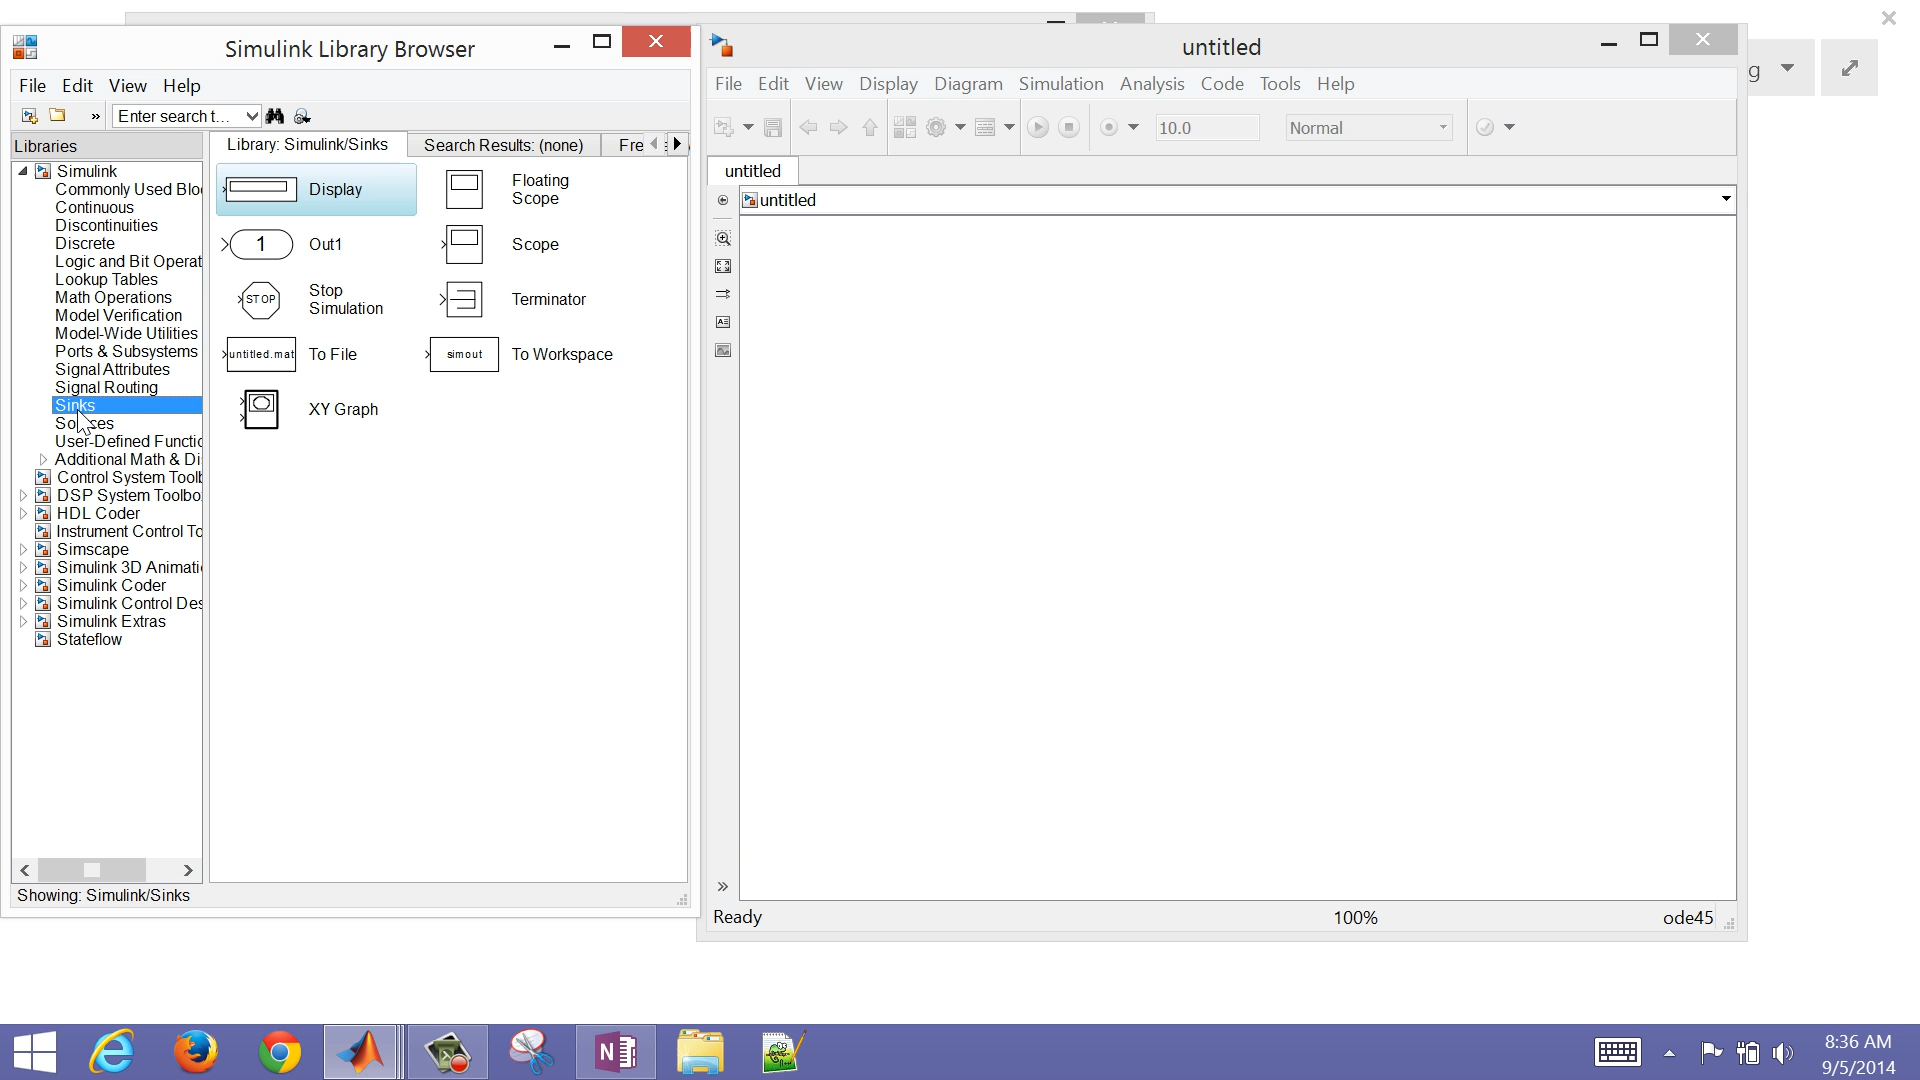 Simulink Library Browser
File Edit View Help
Enter search t...
Libraries
Simulink
Commonly Used Blo
Continuous
Discontinuities
Discrete
Logic and Bit Operat
Lookup Tables
Math Operations
Model Verification
Model-Wide Utilities
Ports & Subsystems
Signal Attributes
Signal Routing
Sinks
User-Defined Functio
Additional Math & Di
Control System Toolb
DSP System Toolbo
HDL Coder
Instrument Control To
Simscape
Simulink 3D Animati
Simulink Coder
Simulink Control Des
Simulink Extras
Stateflow
Showing: Simulink/Sinks
Library: Simulink/Sinks
Search Results: (none)
Fre
Display
Floating
Scope
1
Out1
Scope
STOP
Stop
Simulation
Terminator
untitled.mat
To File
simout
To Workspace
XY Graph
untitled
File Edit View Display Diagram Simulation Analysis Code Tools Help
10.0
Normal
untitled
untitled
Ready
100%
ode45
g
8:36 AM
9/5/2014